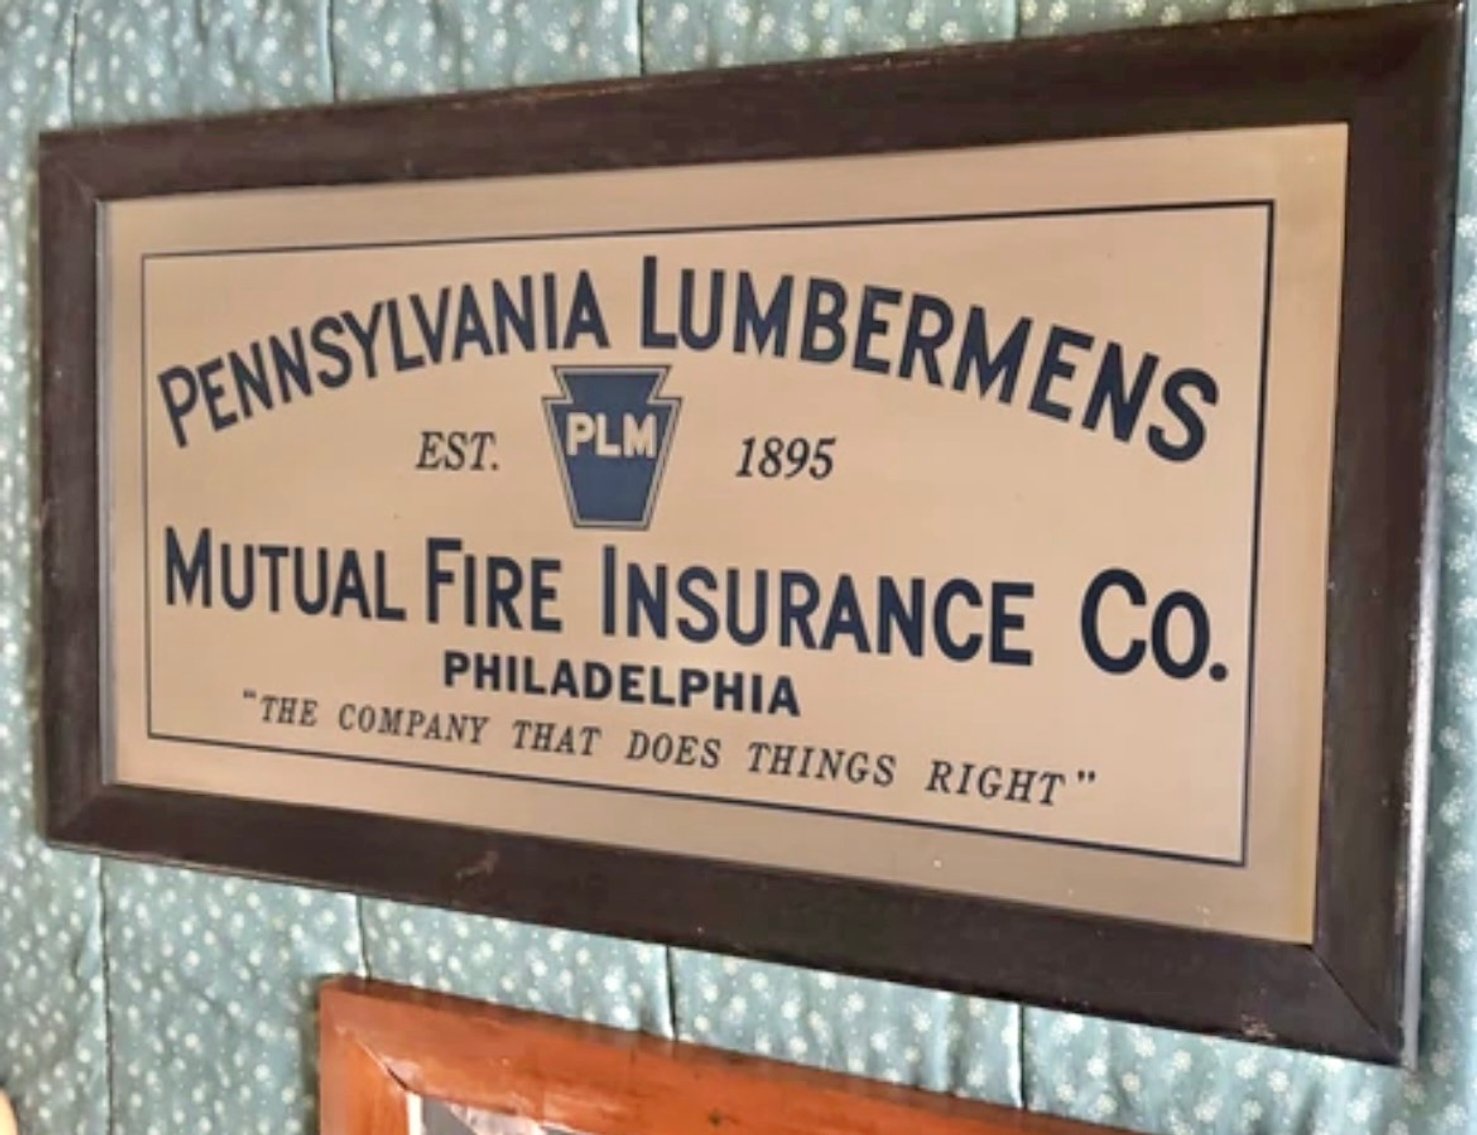 PENNSYLVANIA LUMBERMENS
EST. PLM 1895
MUTUAL FIRE INSURANCE CO.
PHILADELPHIA
"THE COMPANY THAT DOES THINGS RIGHT"